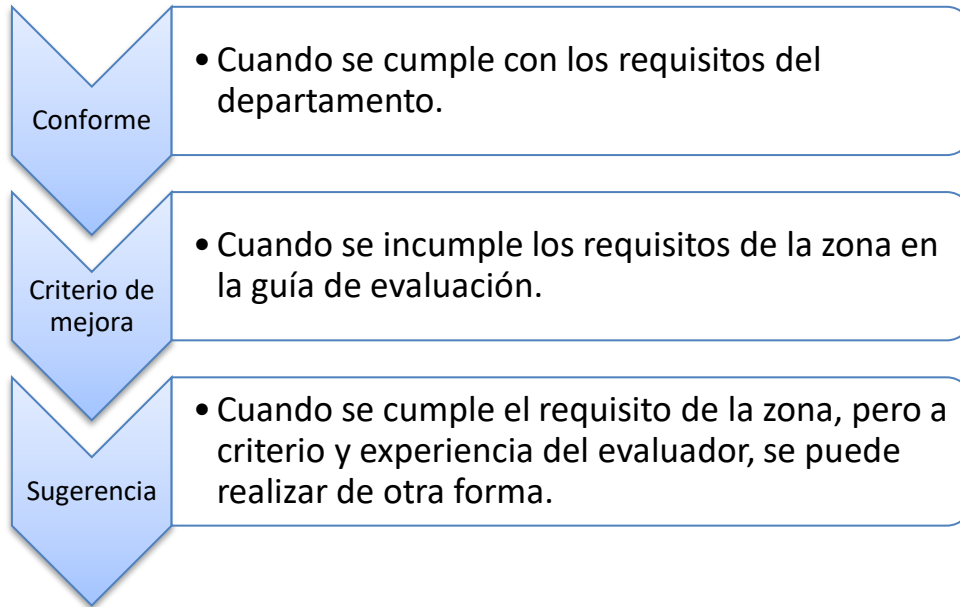 Conforme
• Cuando se cumple con los requisitos del
departamento.
Criterio de
mejora
• Cuando se incumple los requisitos de la zona en
la guía de evaluación.
Sugerencia
• Cuando se cumple el requisito de la zona, pero a
criterio y experiencia del evaluador, se puede
realizar de otra forma.